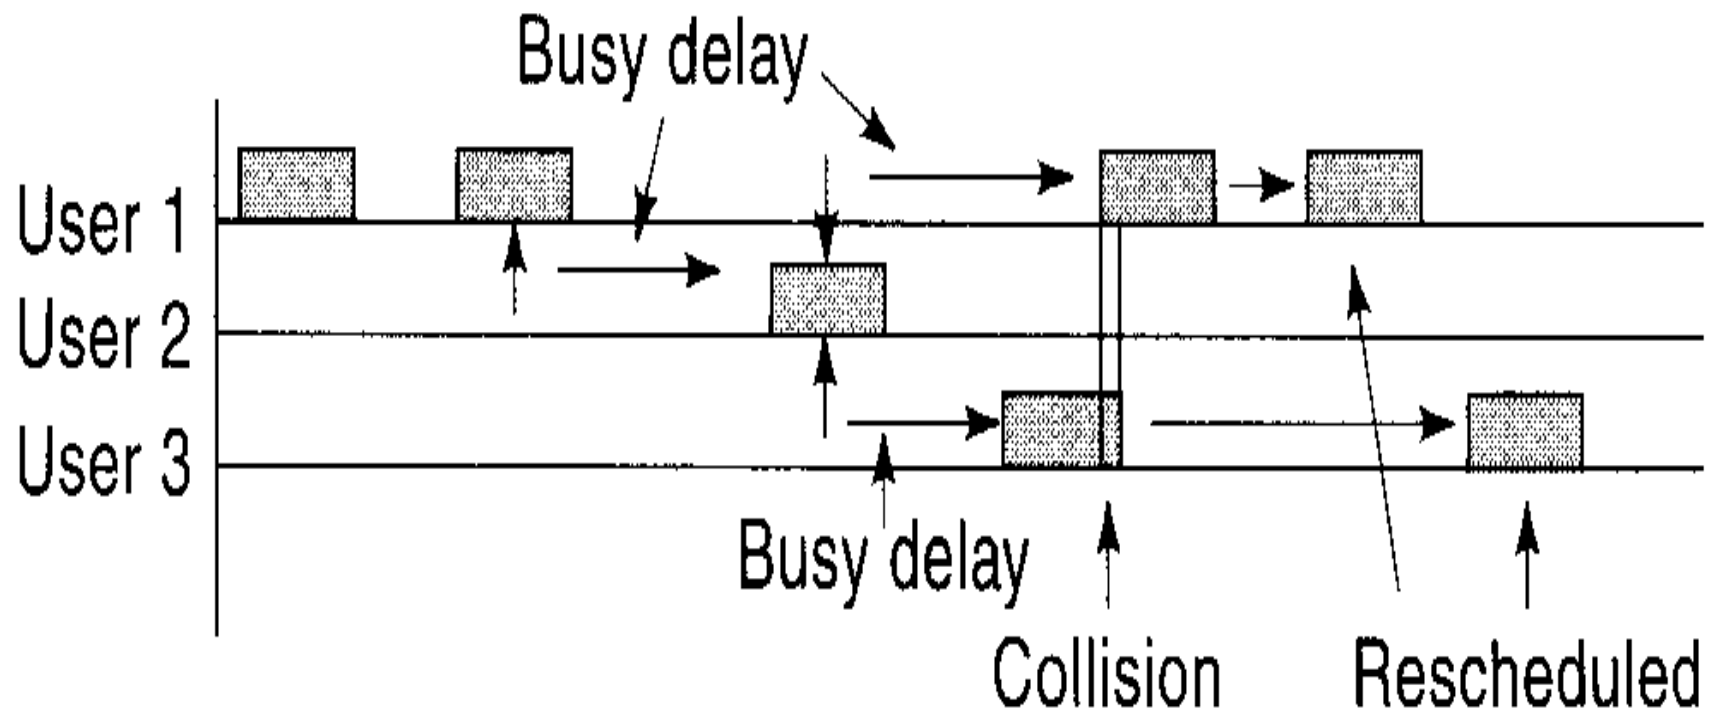 Busy delay
User 1
User 2
User 3
Busy delay
Collision
Rescheduled